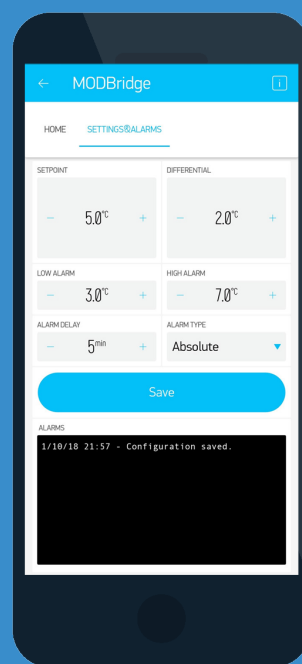 ← MODBridge i
HOME SETTINGS&ALARMS
SETPOINT DIFFERENTIAL
− 5.0°C + − 2.0°C +
LOW ALARM HIGH ALARM
− 3.0°C + − 7.0°C +
ALARM DELAY ALARM TYPE
− 5min + Absolute ▼
Save
ALARMS
1/10/18 21:57 - Configuration saved.